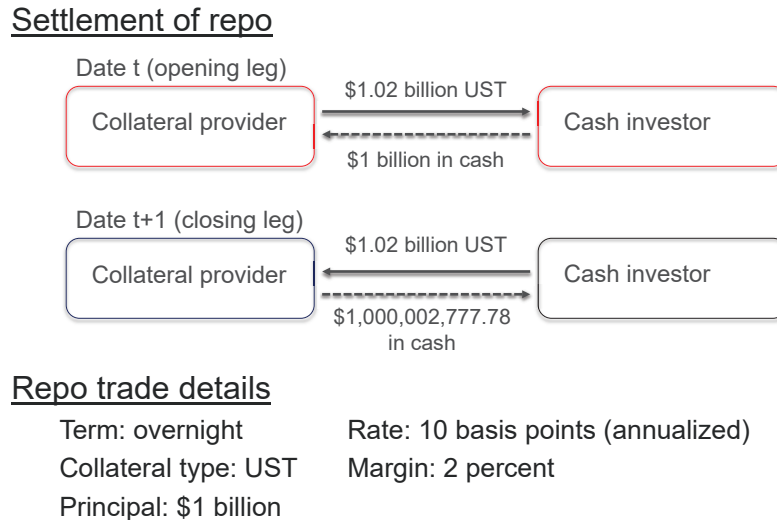 Settlement of repo
Date t (opening leg)
$1.02 billion UST
Collateral provider
Cash investor
$1 billion in cash
Date t+1 (closing leg)
$1.02 billion UST
Collateral provider
Cash investor
$1,000,002,777.78
in cash
Repo trade details
Term: overnight
Rate: 10 basis points (annualized)
Collateral type: UST
Margin: 2 percent
Principal: $1 billion